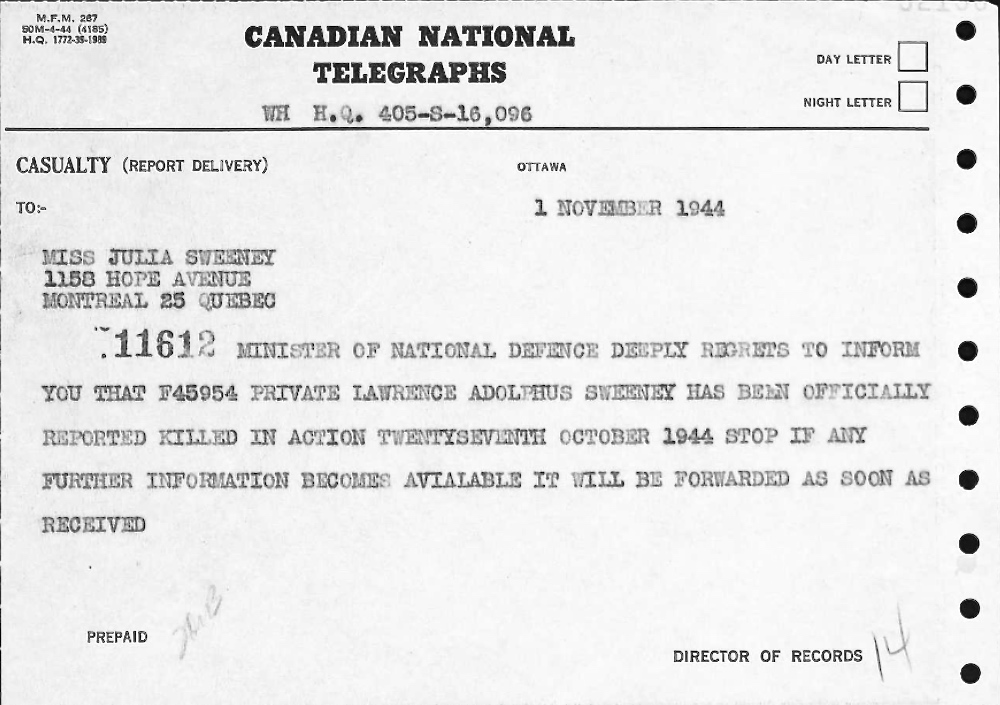 M.F.M. 267
50M-4-44 (4185)
H.Q. 1772-39-1989
CANADIAN NATIONAL
TELEGRAPHS
WH H.Q. 405-S-16,096
DAY LETTER
NIGHT LETTER
CASUALTY (REPORT DELIVERY)
OTTAWA
TO:-
1 NOVEMBER 1944
MISS JULIA SWEENEY
1158 HOPE AVENUE
MONTREAL 25 QUEBEC
11612 MINISTER OF NATIONAL DEFENCE DEEPLY REGRETS TO INFORM
YOU THAT F45954 PRIVATE LAWRENCE ADOLPHUS SWEENEY HAS BEEN OFFICIALLY
REPORTED KILLED IN ACTION TWENTYSEVENTH OCTOBER 1944 STOP IF ANY
FURTHER INFORMATION BECOMES AVIALABLE IT WILL BE FORWARDED AS SOON AS
RECEIVED
PREPAID
DIRECTOR OF RECORDS 14